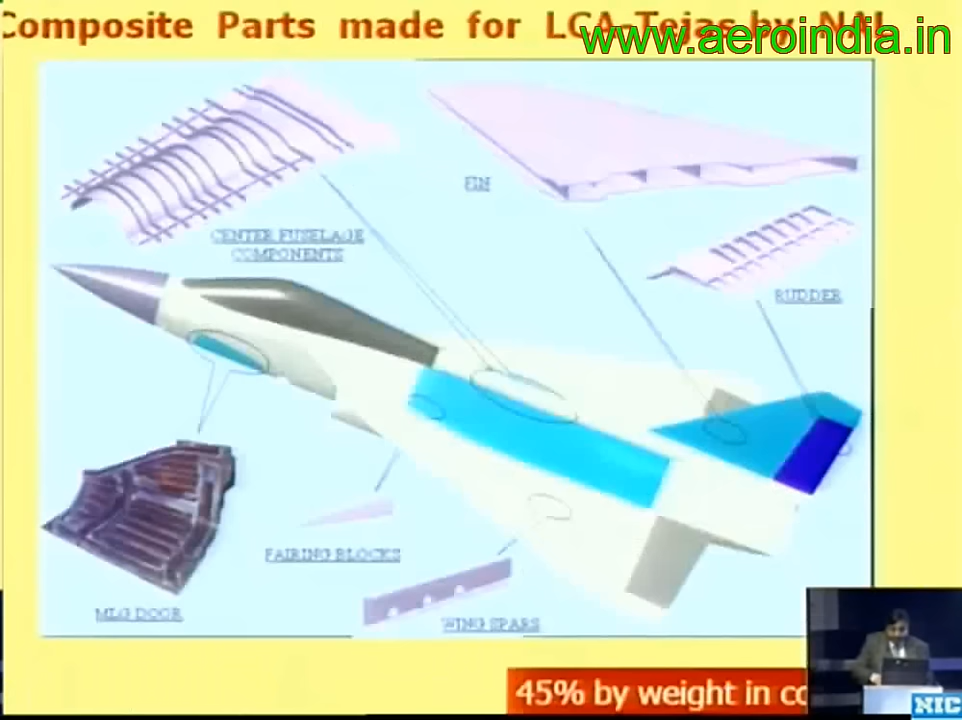 Composite Parts made for LCA-Tejas by NAL
www.aeroindia.in
FIN
CENTER FUSELAGE
COMPONENTS
RUDDER
FAIRING BLOCKS
MLG DOOR
WING SPARS
45% by weight in co
NIC